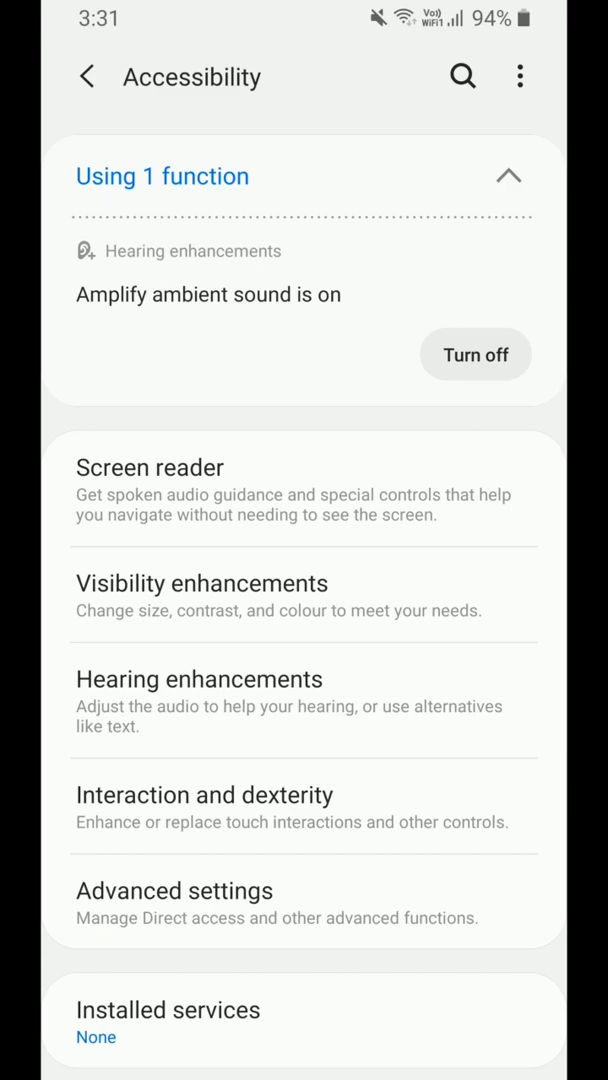 3:31 Vo)) WiFi1 94%
Accessibility
Using 1 function
Hearing enhancements
Amplify ambient sound is on
Turn off
Screen reader
Get spoken audio guidance and special controls that help
you navigate without needing to see the screen.
Visibility enhancements
Change size, contrast, and colour to meet your needs.
Hearing enhancements
Adjust the audio to help your hearing, or use alternatives
like text.
Interaction and dexterity
Enhance or replace touch interactions and other controls.
Advanced settings
Manage Direct access and other advanced functions.
Installed services
None